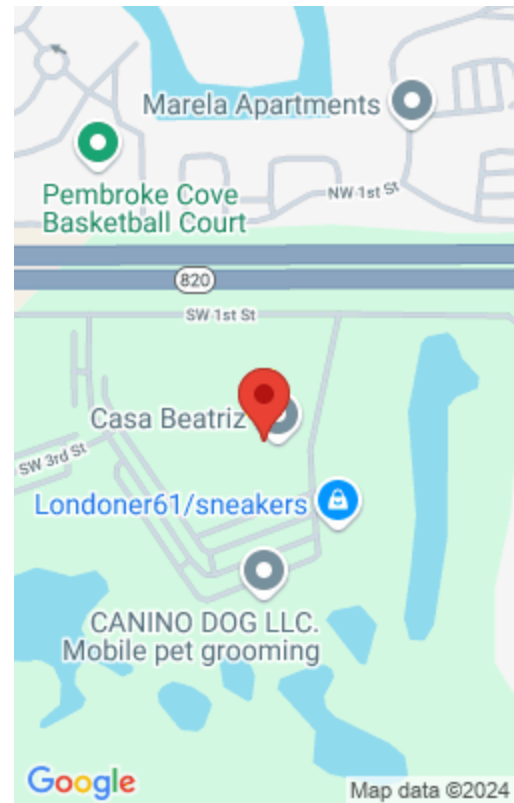 Marela Apartments
Pembroke Cove
Basketball Court
NW 1st St
820
SW 1st St
Casa Beatriz
SW 3rd St
Londoner61/sneakers
CANINO DOG LLC.
Mobile pet grooming
Google
Map data ©2024